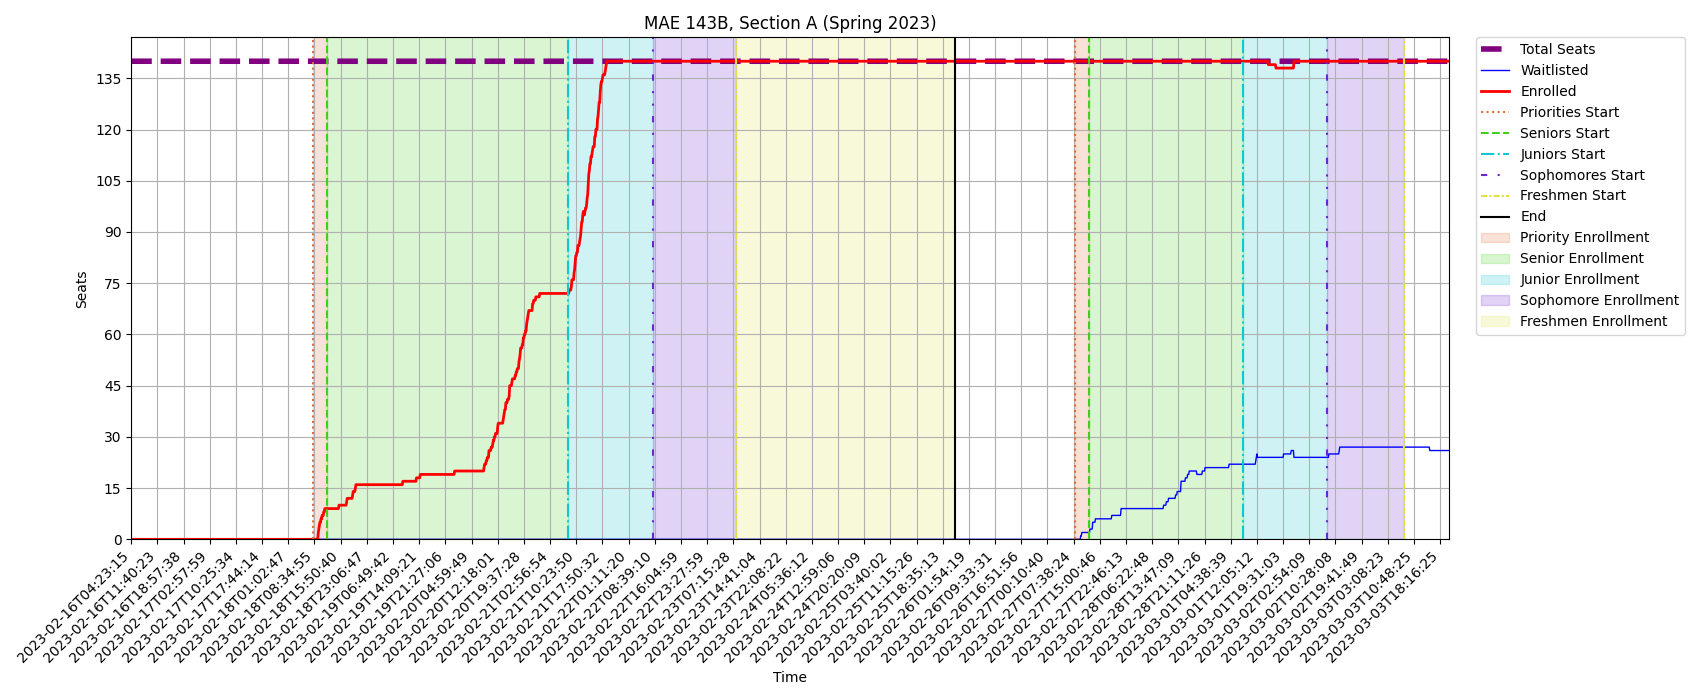 MAE 143B, Section A (Spring 2023)
Seats
135
120
105
90
75
60
45
30
15
0
2023-02-16T04:23:15
2023-02-16T11:40:23
2023-02-16T18:57:38
2023-02-17T02:57:59
2023-02-17T10:25:34
2023-02-17T17:44:14
2023-02-18T01:02:47
2023-02-18T08:34:55
2023-02-18T15:50:40
2023-02-18T23:06:47
2023-02-19T06:49:42
2023-02-19T14:09:21
2023-02-19T21:27:06
2023-02-20T04:59:49
2023-02-20T12:18:01
2023-02-20T19:37:28
2023-02-21T02:56:54
2023-02-21T10:23:50
2023-02-21T17:50:32
2023-02-22T01:11:20
2023-02-22T08:39:10
2023-02-22T16:04:59
2023-02-22T23:27:59
2023-02-23T07:15:28
2023-02-23T14:41:04
2023-02-23T22:08:22
2023-02-24T05:36:12
2023-02-24T12:59:06
2023-02-24T20:20:09
2023-02-25T03:40:02
2023-02-25T11:15:26
2023-02-25T18:35:13
2023-02-26T01:54:19
2023-02-26T09:33:31
2023-02-26T16:51:56
2023-02-27T00:10:40
2023-02-27T07:38:24
2023-02-27T15:00:46
2023-02-27T22:46:13
2023-02-28T06:22:48
2023-02-28T13:47:09
2023-02-28T21:11:26
2023-03-01T04:38:39
2023-03-01T12:05:12
2023-03-01T19:31:03
2023-03-02T02:54:09
2023-03-02T10:28:08
2023-03-02T19:41:49
2023-03-03T03:08:23
2023-03-03T10:48:25
2023-03-03T18:16:25
Time
Total Seats
Waitlisted
Enrolled
Priorities Start
Seniors Start
Juniors Start
Sophomores Start
Freshmen Start
End
Priority Enrollment
Senior Enrollment
Junior Enrollment
Sophomore Enrollment
Freshmen Enrollment